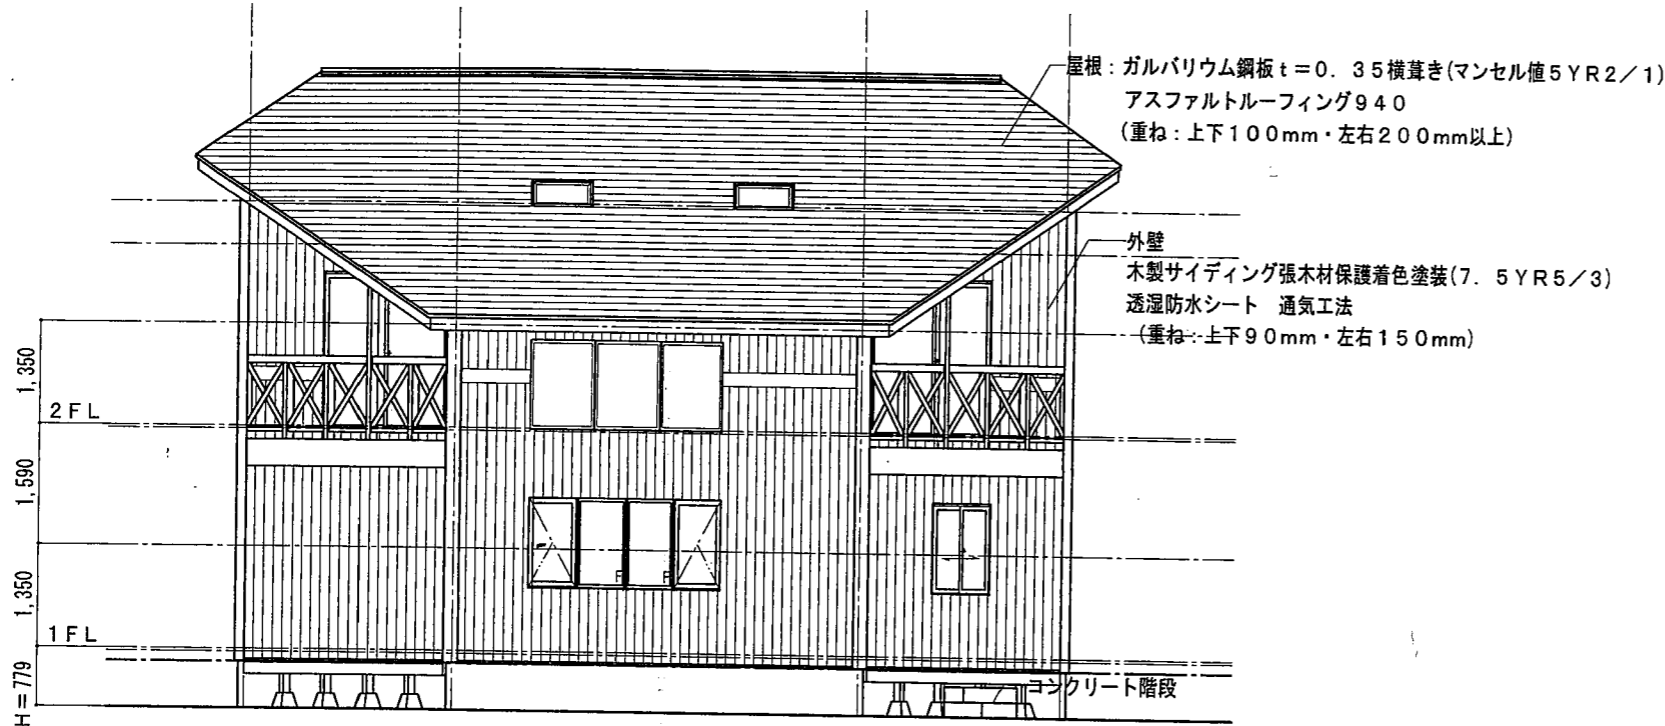 屋根：ガルバリウム鋼板ｔ＝０．３５横葺き(マンセル値５ＹＲ２／１)
アスファルトルーフィング９４０
(重ね：上下１００mm・左右２００mm以上)
外壁
木製サイディング張木材保護着色塗装(７．５ＹＲ５／３)
透湿防水シート　通気工法
(重ね：上下９０mm・左右１５０mm)
1,350
２ＦＬ
1,590
1,350
１ＦＬ
Ｈ＝779
コンクリート階段
F
F